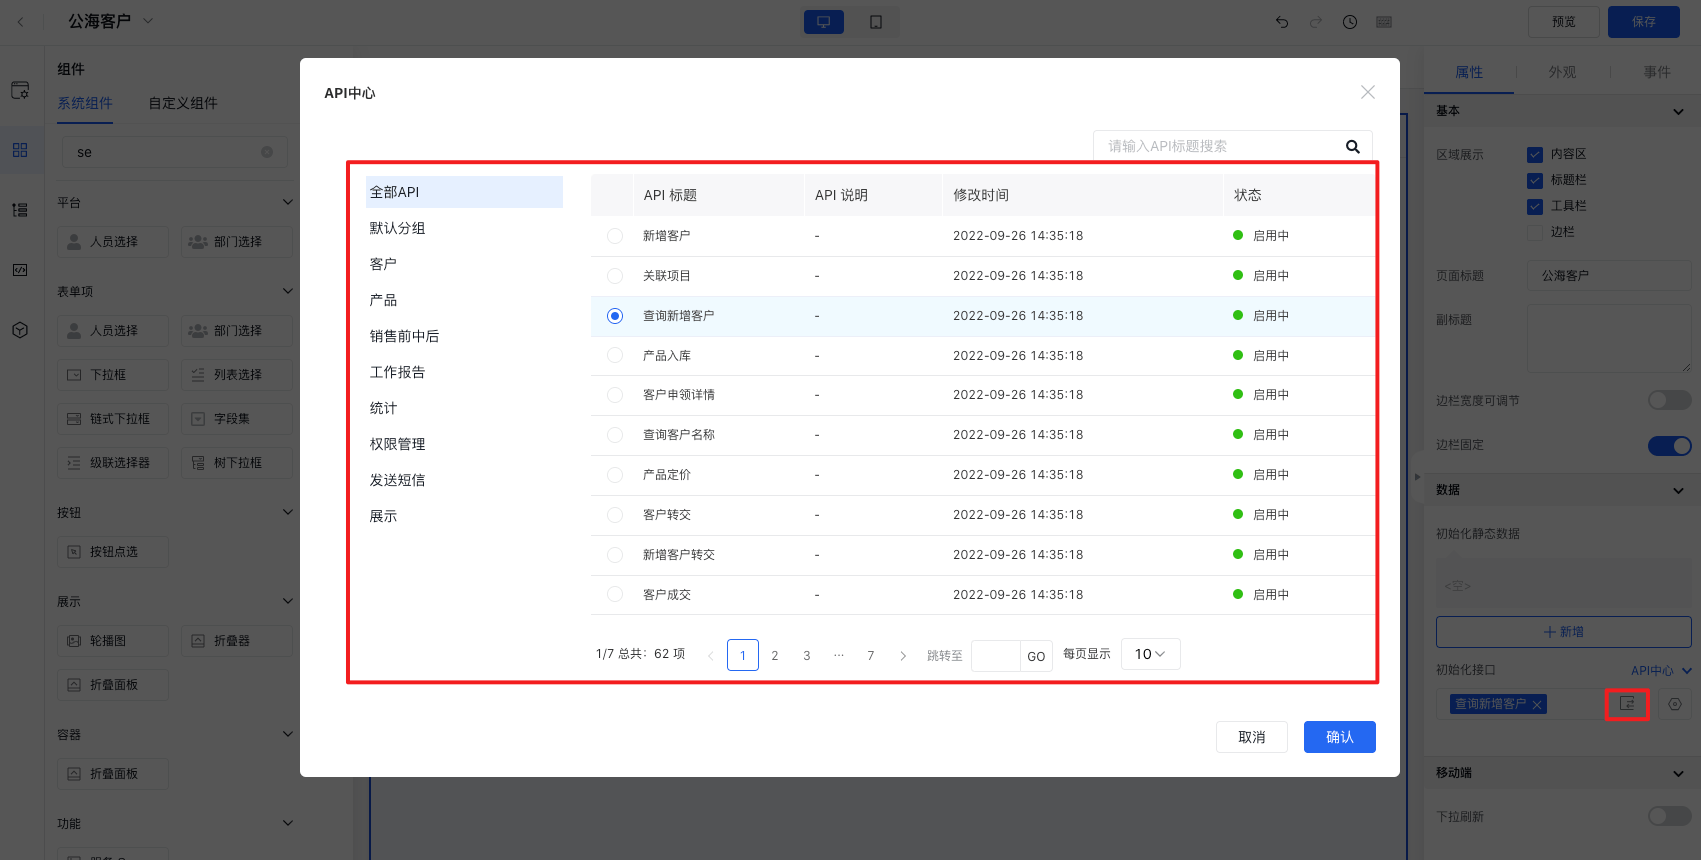 公海客户
预览
保存
组件
系统组件
自定义组件
se
平台
人员选择
部门选择
表单项
人员选择
部门选择
下拉框
列表选择
链式下拉框
字段集
级联选择器
树下拉框
按钮
按钮点选
展示
轮播图
折叠器
折叠面板
容器
折叠面板
功能
API中心
请输入API标题搜索
全部API
默认分组
客户
产品
销售前中后
工作报告
统计
权限管理
发送短信
展示
API 标题 API 说明 修改时间 状态
新增客户 - 2022-09-26 14:35:18 启用中
关联项目 - 2022-09-26 14:35:18 启用中
查询新增客户 - 2022-09-26 14:35:18 启用中
产品入库 - 2022-09-26 14:35:18 启用中
客户申领详情 - 2022-09-26 14:35:18 启用中
查询客户名称 - 2022-09-26 14:35:18 启用中
产品定价 - 2022-09-26 14:35:18 启用中
客户转交 - 2022-09-26 14:35:18 启用中
新增客户转交 - 2022-09-26 14:35:18 启用中
客户成交 - 2022-09-26 14:35:18 启用中
1/7 总共：62 项 1 2 3 ··· 7 跳转至 GO 每页显示 10
取消
确认
属性
外观
事件
基本
区域展示
内容区
标题栏
工具栏
边栏
页面标题
公海客户
副标题
边栏宽度可调节
边栏固定
数据
初始化静态数据
<空>
新增
初始化接口
API中心
查询新增客户
移动端
下拉刷新